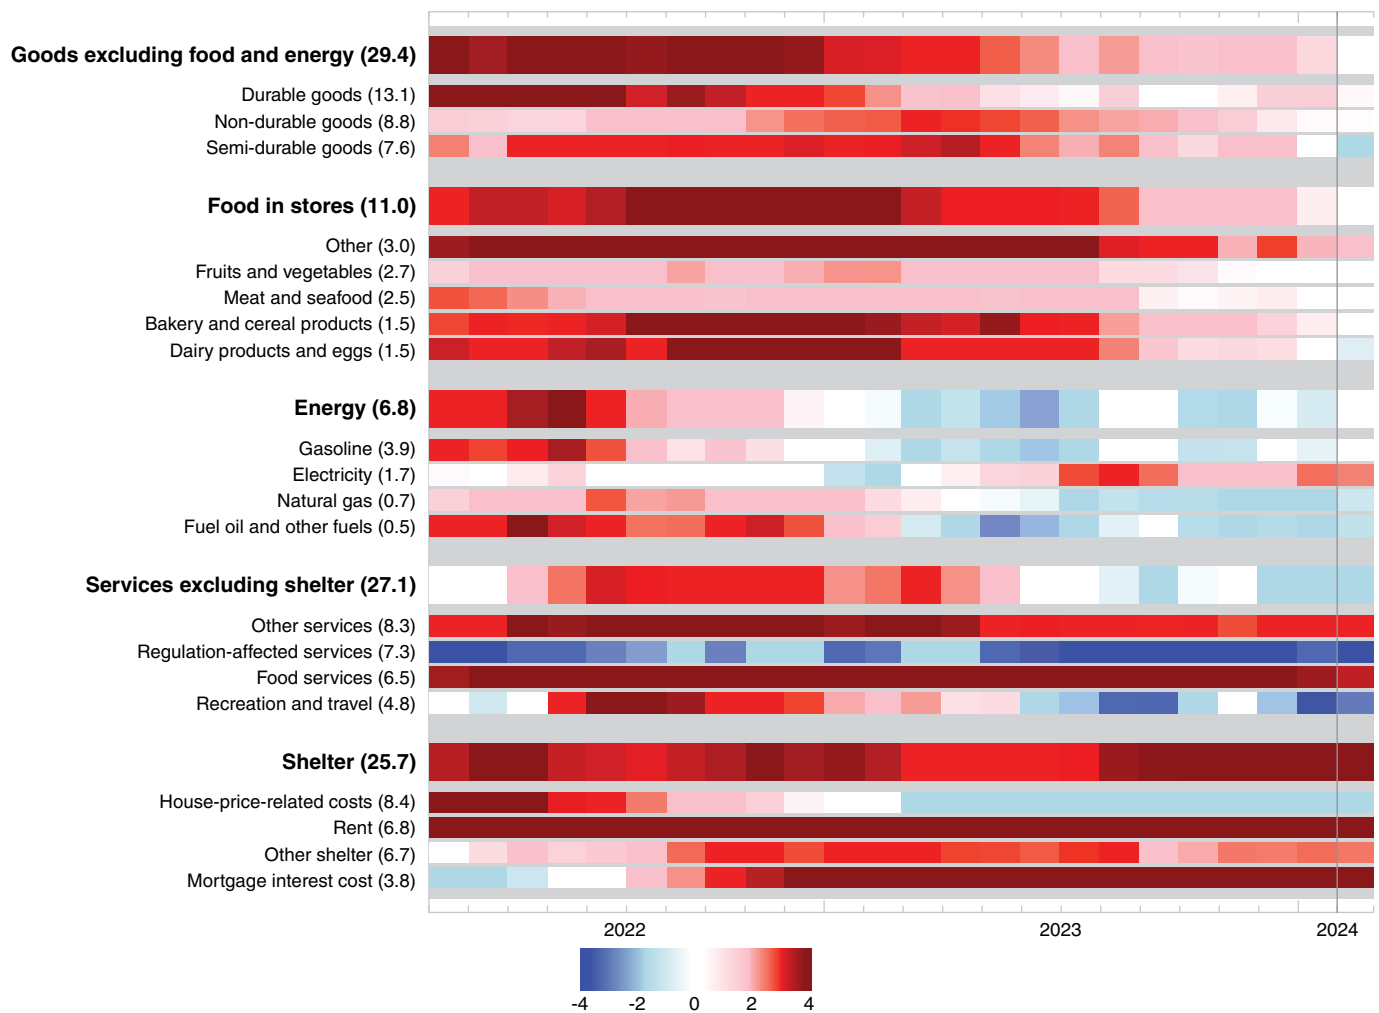 Goods excluding food and energy (29.4)
Durable goods (13.1)
Non-durable goods (8.8)
Semi-durable goods (7.6)
Food in stores (11.0)
Other (3.0)
Fruits and vegetables (2.7)
Meat and seafood (2.5)
Bakery and cereal products (1.5)
Dairy products and eggs (1.5)
Energy (6.8)
Gasoline (3.9)
Electricity (1.7)
Natural gas (0.7)
Fuel oil and other fuels (0.5)
Services excluding shelter (27.1)
Other services (8.3)
Regulation-affected services (7.3)
Food services (6.5)
Recreation and travel (4.8)
Shelter (25.7)
House-price-related costs (8.4)
Rent (6.8)
Other shelter (6.7)
Mortgage interest cost (3.8)
2022 2023 2024
-4 -2 0 2 4